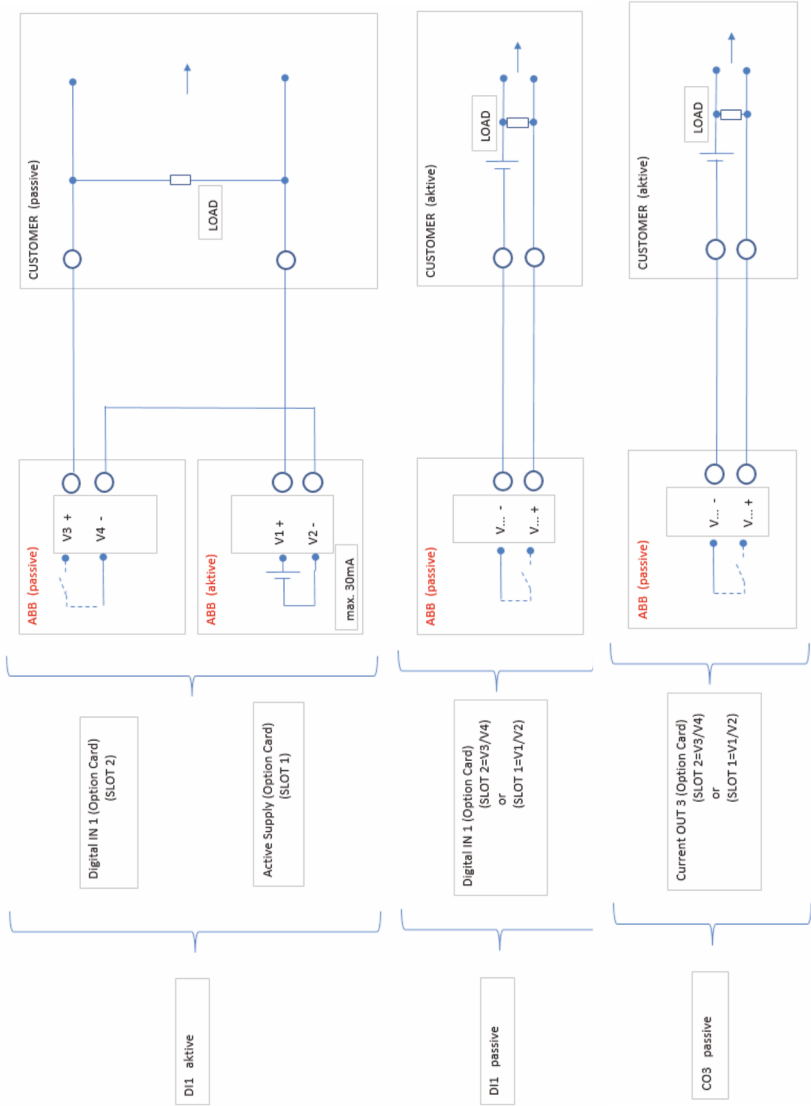 DI1 aktive
Digital IN 1 (Option Card)
(SLOT 2)
Active Supply (Option Card)
(SLOT 1)
ABB (passive)
V3 +
V4 -
ABB (aktive)
V1 +
V2 -
max. 30mA
CUSTOMER (passive)
LOAD
DI1 passive
Digital IN 1 (Option Card)
(SLOT 2=V3/V4)
or
(SLOT 1=V1/V2)
ABB (passive)
V... -
V... +
CUSTOMER (aktive)
LOAD
CO3 passive
Current OUT 3 (Option Card)
(SLOT 2=V3/V4)
or
(SLOT 1=V1/V2)
ABB (passive)
V... -
V... +
CUSTOMER (aktive)
LOAD